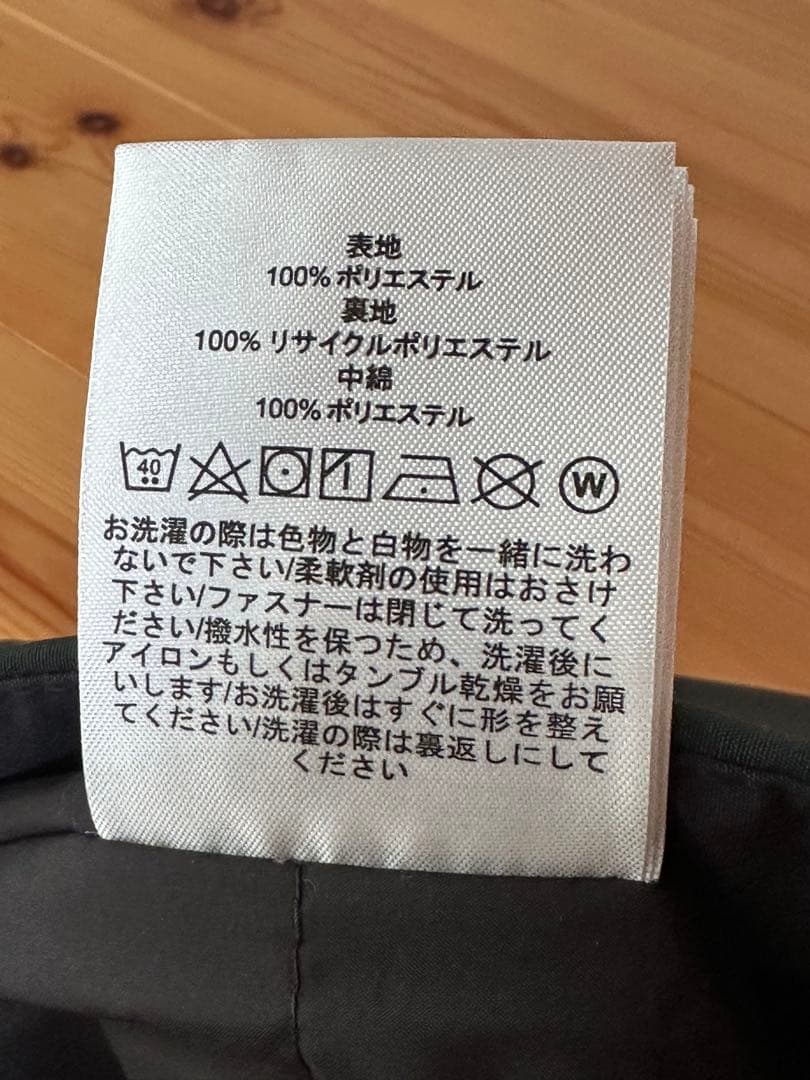 表地
100% ポリエステル
裏地
100% リサイクルポリエステル
中綿
100% ポリエステル
40 W
お洗濯の際は色物と白物を一緒に洗わ
ないで下さい/柔軟剤の使用はおさけ
下さい/ファスナーは閉じて洗ってく
ださい/撥水性を保つため、洗濯後に
アイロンもしくはタンブル乾燥をお願
いします/お洗濯後はすぐに形を整え
てください/洗濯の際は裏返しにして
ください